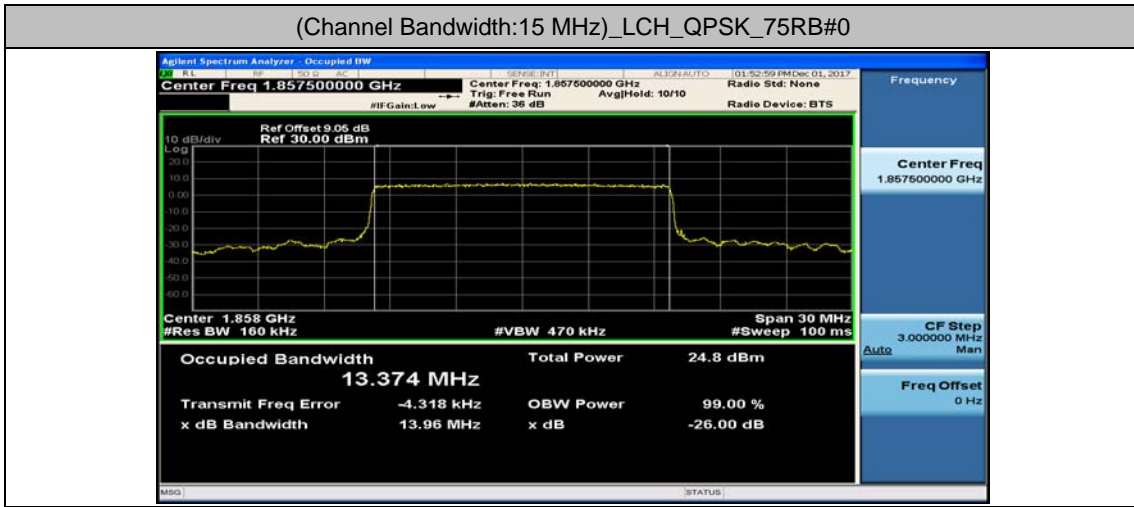 (Channel Bandwidth:15 MHz)_LCH_QPSK_75RB#0
Agilent Spectrum Analyzer - Occupied BW
LXI RL RF 50 Ω AC SENSE:INT ALIGN AUTO 01:52:59 PM Dec 01, 2017
Center Freq 1.857500000 GHz
Center Freq: 1.857500000 GHz
Radio Std: None
Trig: Free Run Avg|Hold: 10/10
#IFGain:Low #Atten: 36 dB Radio Device: BTS
Ref Offset 9.05 dB
10 dB/div Ref 30.00 dBm
Log
20.0
10.0
0.00
-10.0
-20.0
-30.0
-40.0
-50.0
-60.0
Center 1.858 GHz Span 30 MHz
#Res BW 160 kHz #VBW 470 kHz #Sweep 100 ms
Occupied Bandwidth Total Power 24.8 dBm
13.374 MHz
Transmit Freq Error -4.318 kHz OBW Power 99.00 %
x dB Bandwidth 13.96 MHz x dB -26.00 dB
Frequency
Center Freq
1.857500000 GHz
CF Step
3.000000 MHz
Auto Man
Freq Offset
0 Hz
MSG STATUS